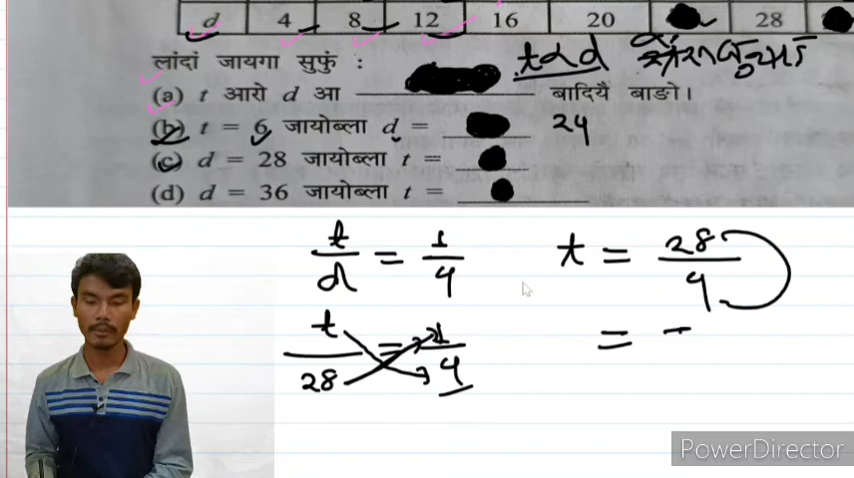 d 4 8 12 16 20 28
t α d
लांदां जायगा सुफुं :
(a) t आरो d आ बादियै बाङो।
(b) t = 6 जायोब्ला d = 24
(c) d = 28 जायोब्ला t =
(d) d = 36 जायोब्ला t =
t/d = 1/4 t = 28/4
t/28 = 1/4 =
PowerDirector